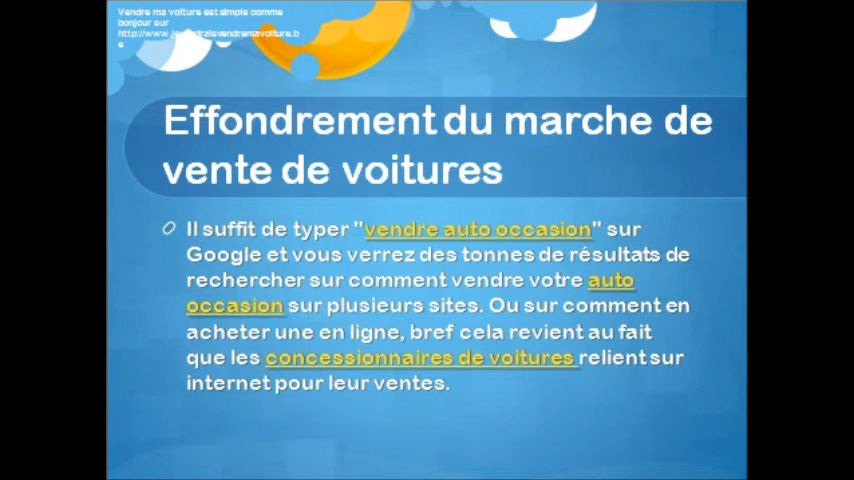 Vendre ma voiture est simple comme
bonjour sur
http://www.jevoudraisvendremavoiture.b
e
Effondrement du marche de
vente de voitures
Il suffit de typer "vendre auto occasion" sur
Google et vous verrez des tonnes de résultats de
rechercher sur comment vendre votre auto
occasion sur plusieurs sites. Ou sur comment en
acheter une en ligne, bref cela revient au fait
que les concessionnaires de voitures relient sur
internet pour leur ventes.